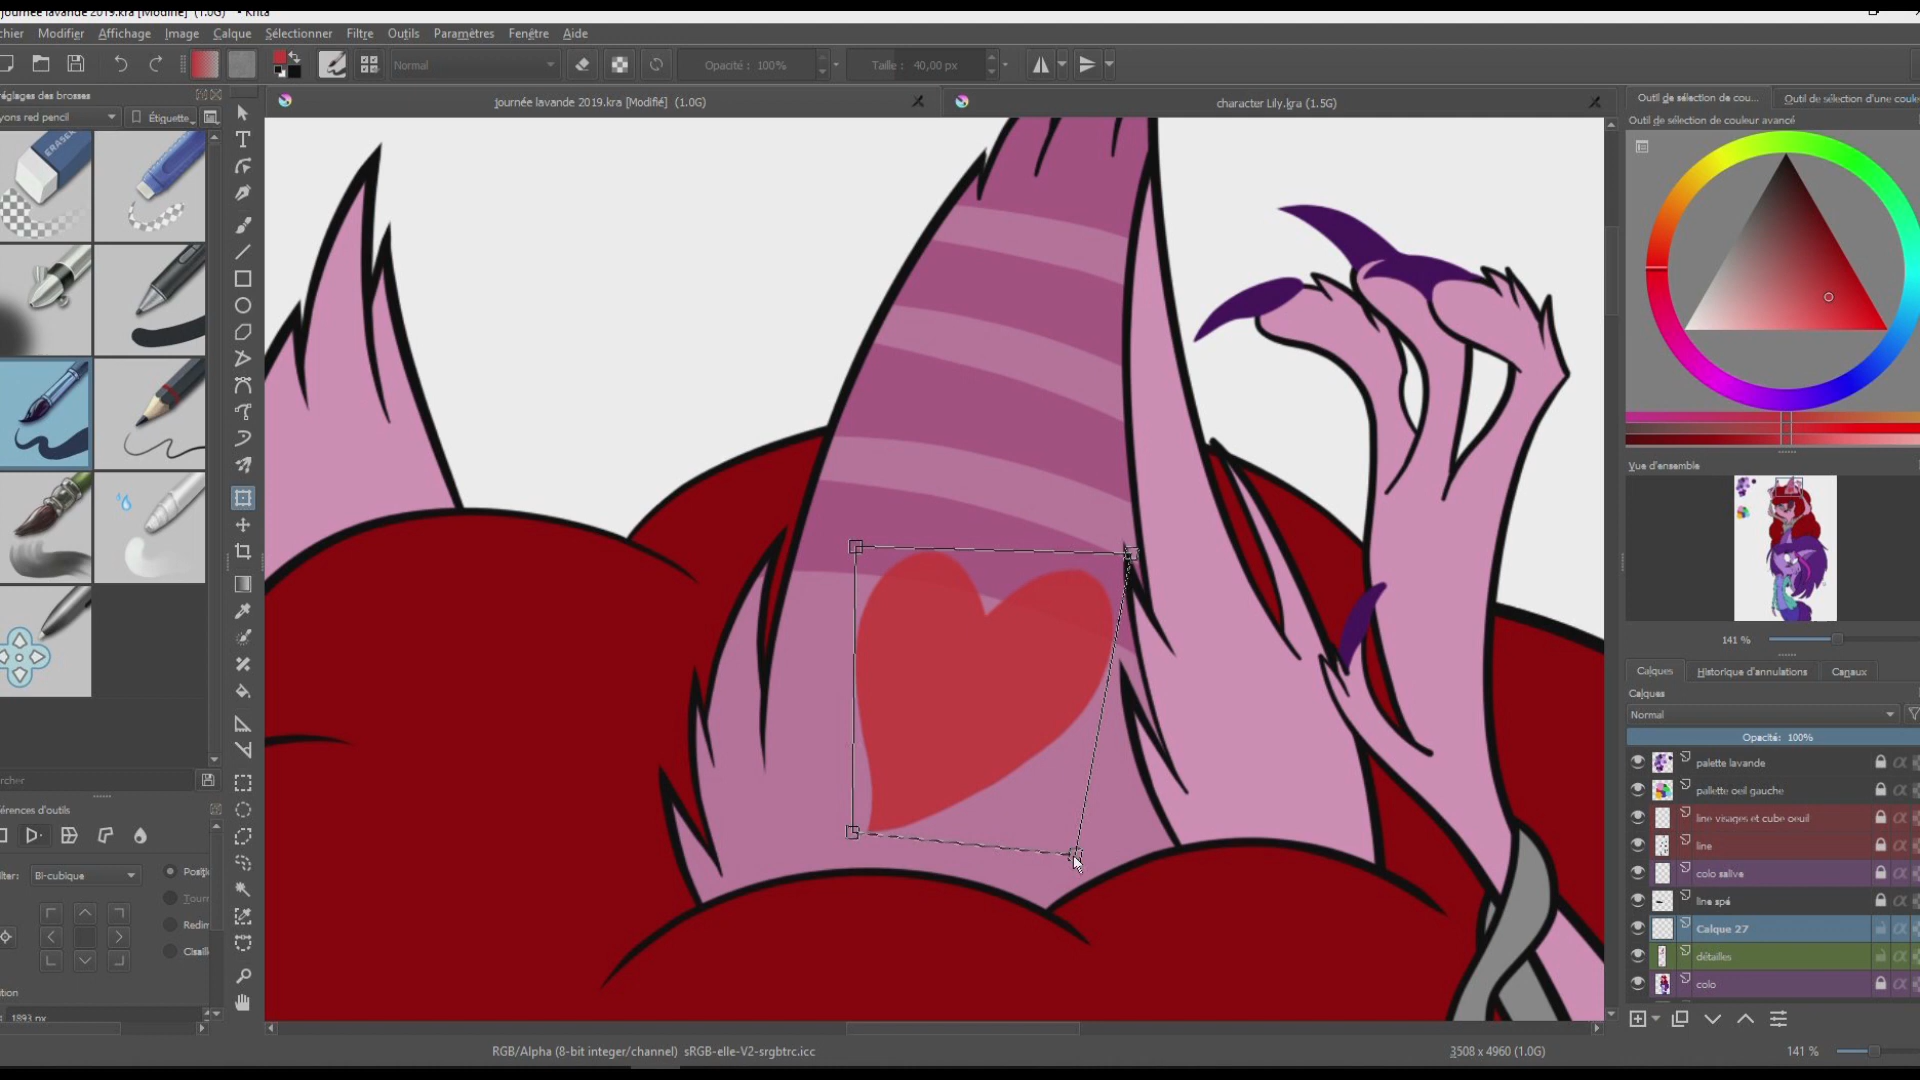 journée lavande 2019.kra [Modifié] (1.0G) - Krita
chier Modifier Affichage Image Calque Sélectionner Filtre Outils Paramètres Fenêtre Aide
Normal Opacité : 100% Taille : 40,00 px
églages des brosses
yons red pencil Étiquette
journée lavande 2019.kra [Modifié] (1.0G) character Lily.kra (1.5G)
Outil de sélection de cou... Outil de sélection d'une coule
Outil de sélection de couleur avancé
ERASER
Vue d'ensemble
141 %
Calques Historique d'annulations Canaux
Calques
Normal
Opacité: 100%
palette lavande
pallette oeil gauche
line visages et cube oeuil
line
colo salive
line spé
Calque 27
détailles
colo
rcher
érences d'outils
lter: Bi-cubique
Positi
Tourn
Redim
Cisaill
ition
: 1893 px
RGB/Alpha (8-bit integer/channel) sRGB-elle-V2-srgbtrc.icc 3508 x 4960 (1.0G) 141 %